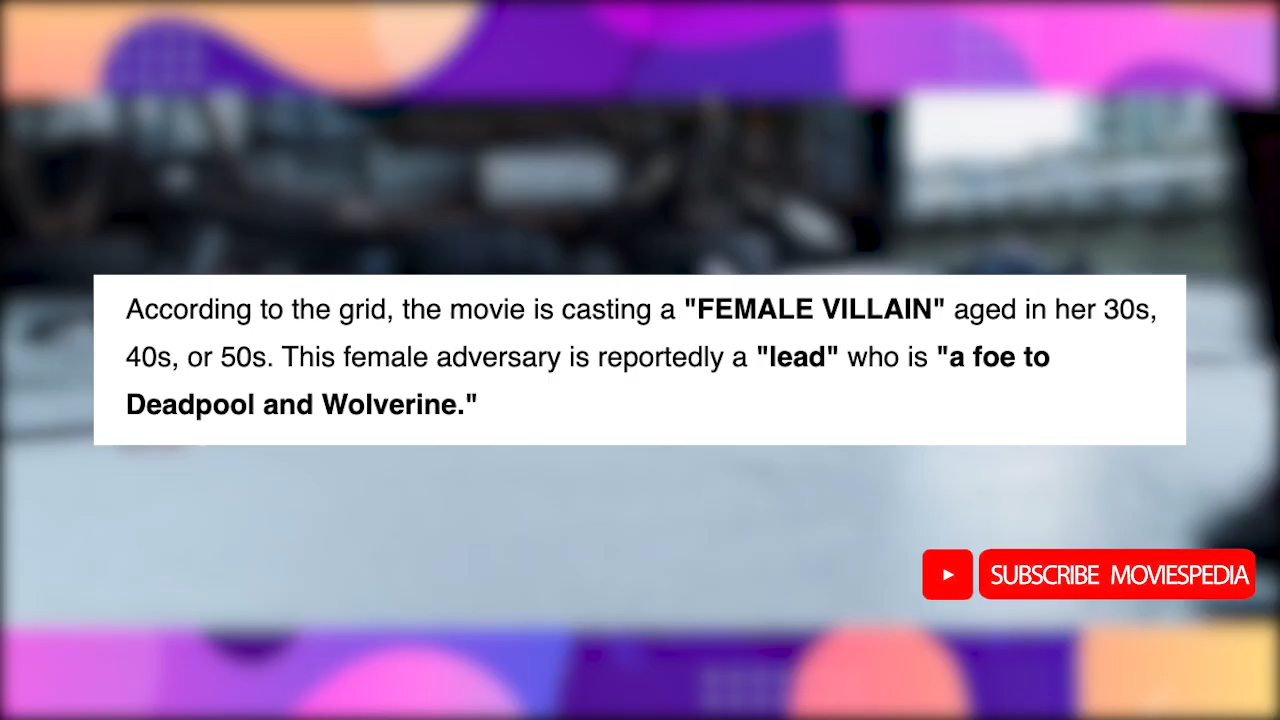 According to the grid, the movie is casting a "FEMALE VILLAIN" aged in her 30s,
40s, or 50s. This female adversary is reportedly a "lead" who is "a foe to
Deadpool and Wolverine."
SUBSCRIBE MOVIESPEDIA